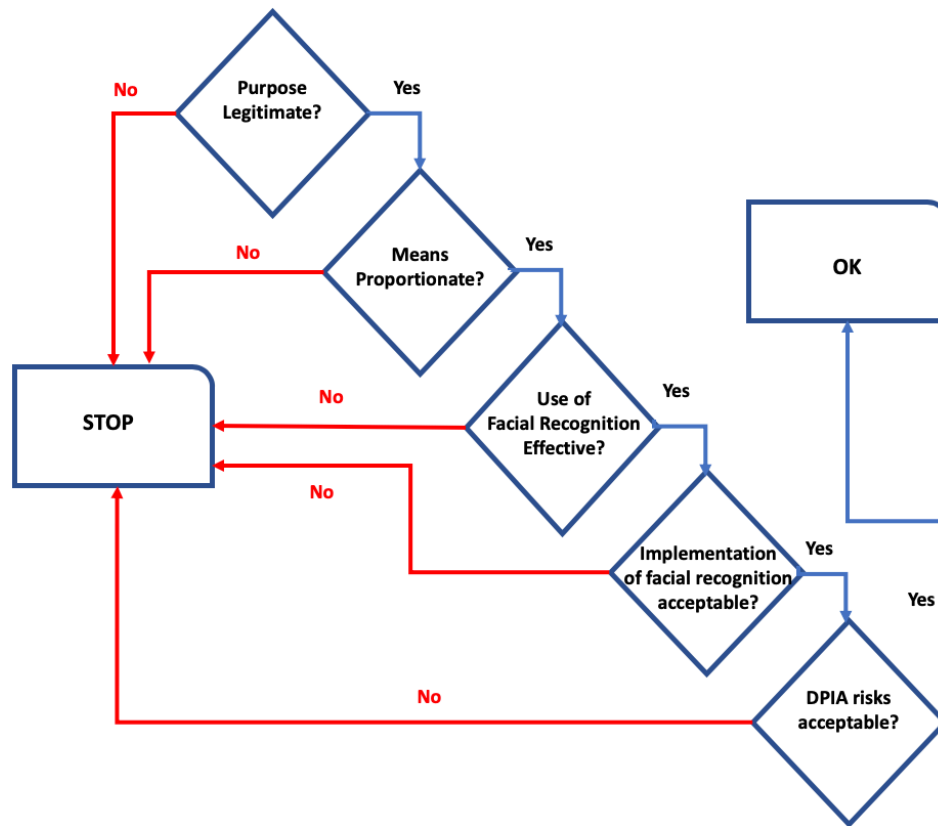 Purpose
Legitimate?
No
Yes
Means
Proportionate?
No
Yes
OK
Use of
Facial Recognition
Effective?
No
Yes
STOP
Implementation
of facial recognition
acceptable?
No
Yes
DPIA risks
acceptable?
No
Yes